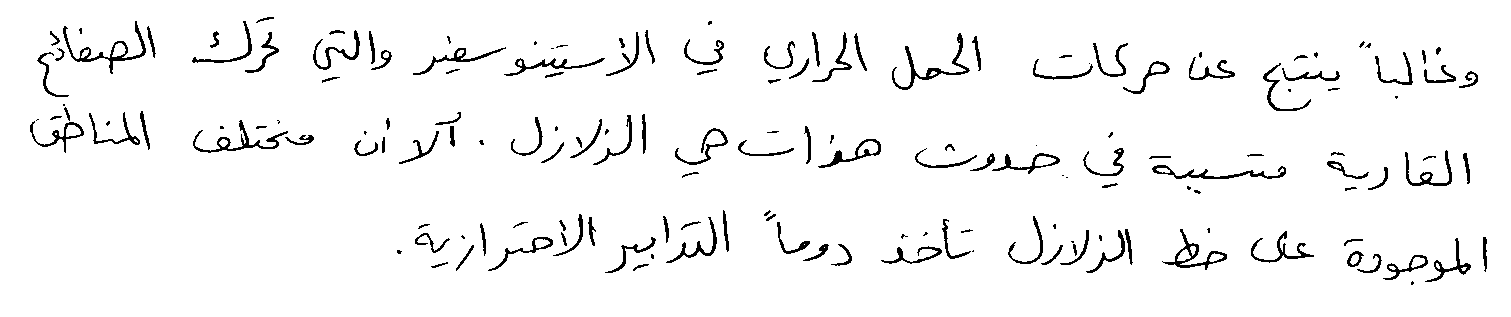 وغالباً ينتج عن حركات الحمل الحراري في الأستينوسفير والتي تحرك الصفائح
القارية متسببة في حدوث هزات هي الزلازل . آلا أن مختلف المناطق
الموجودة على خط الزلازل تأخذ دوماً التدابير الاحترازية.